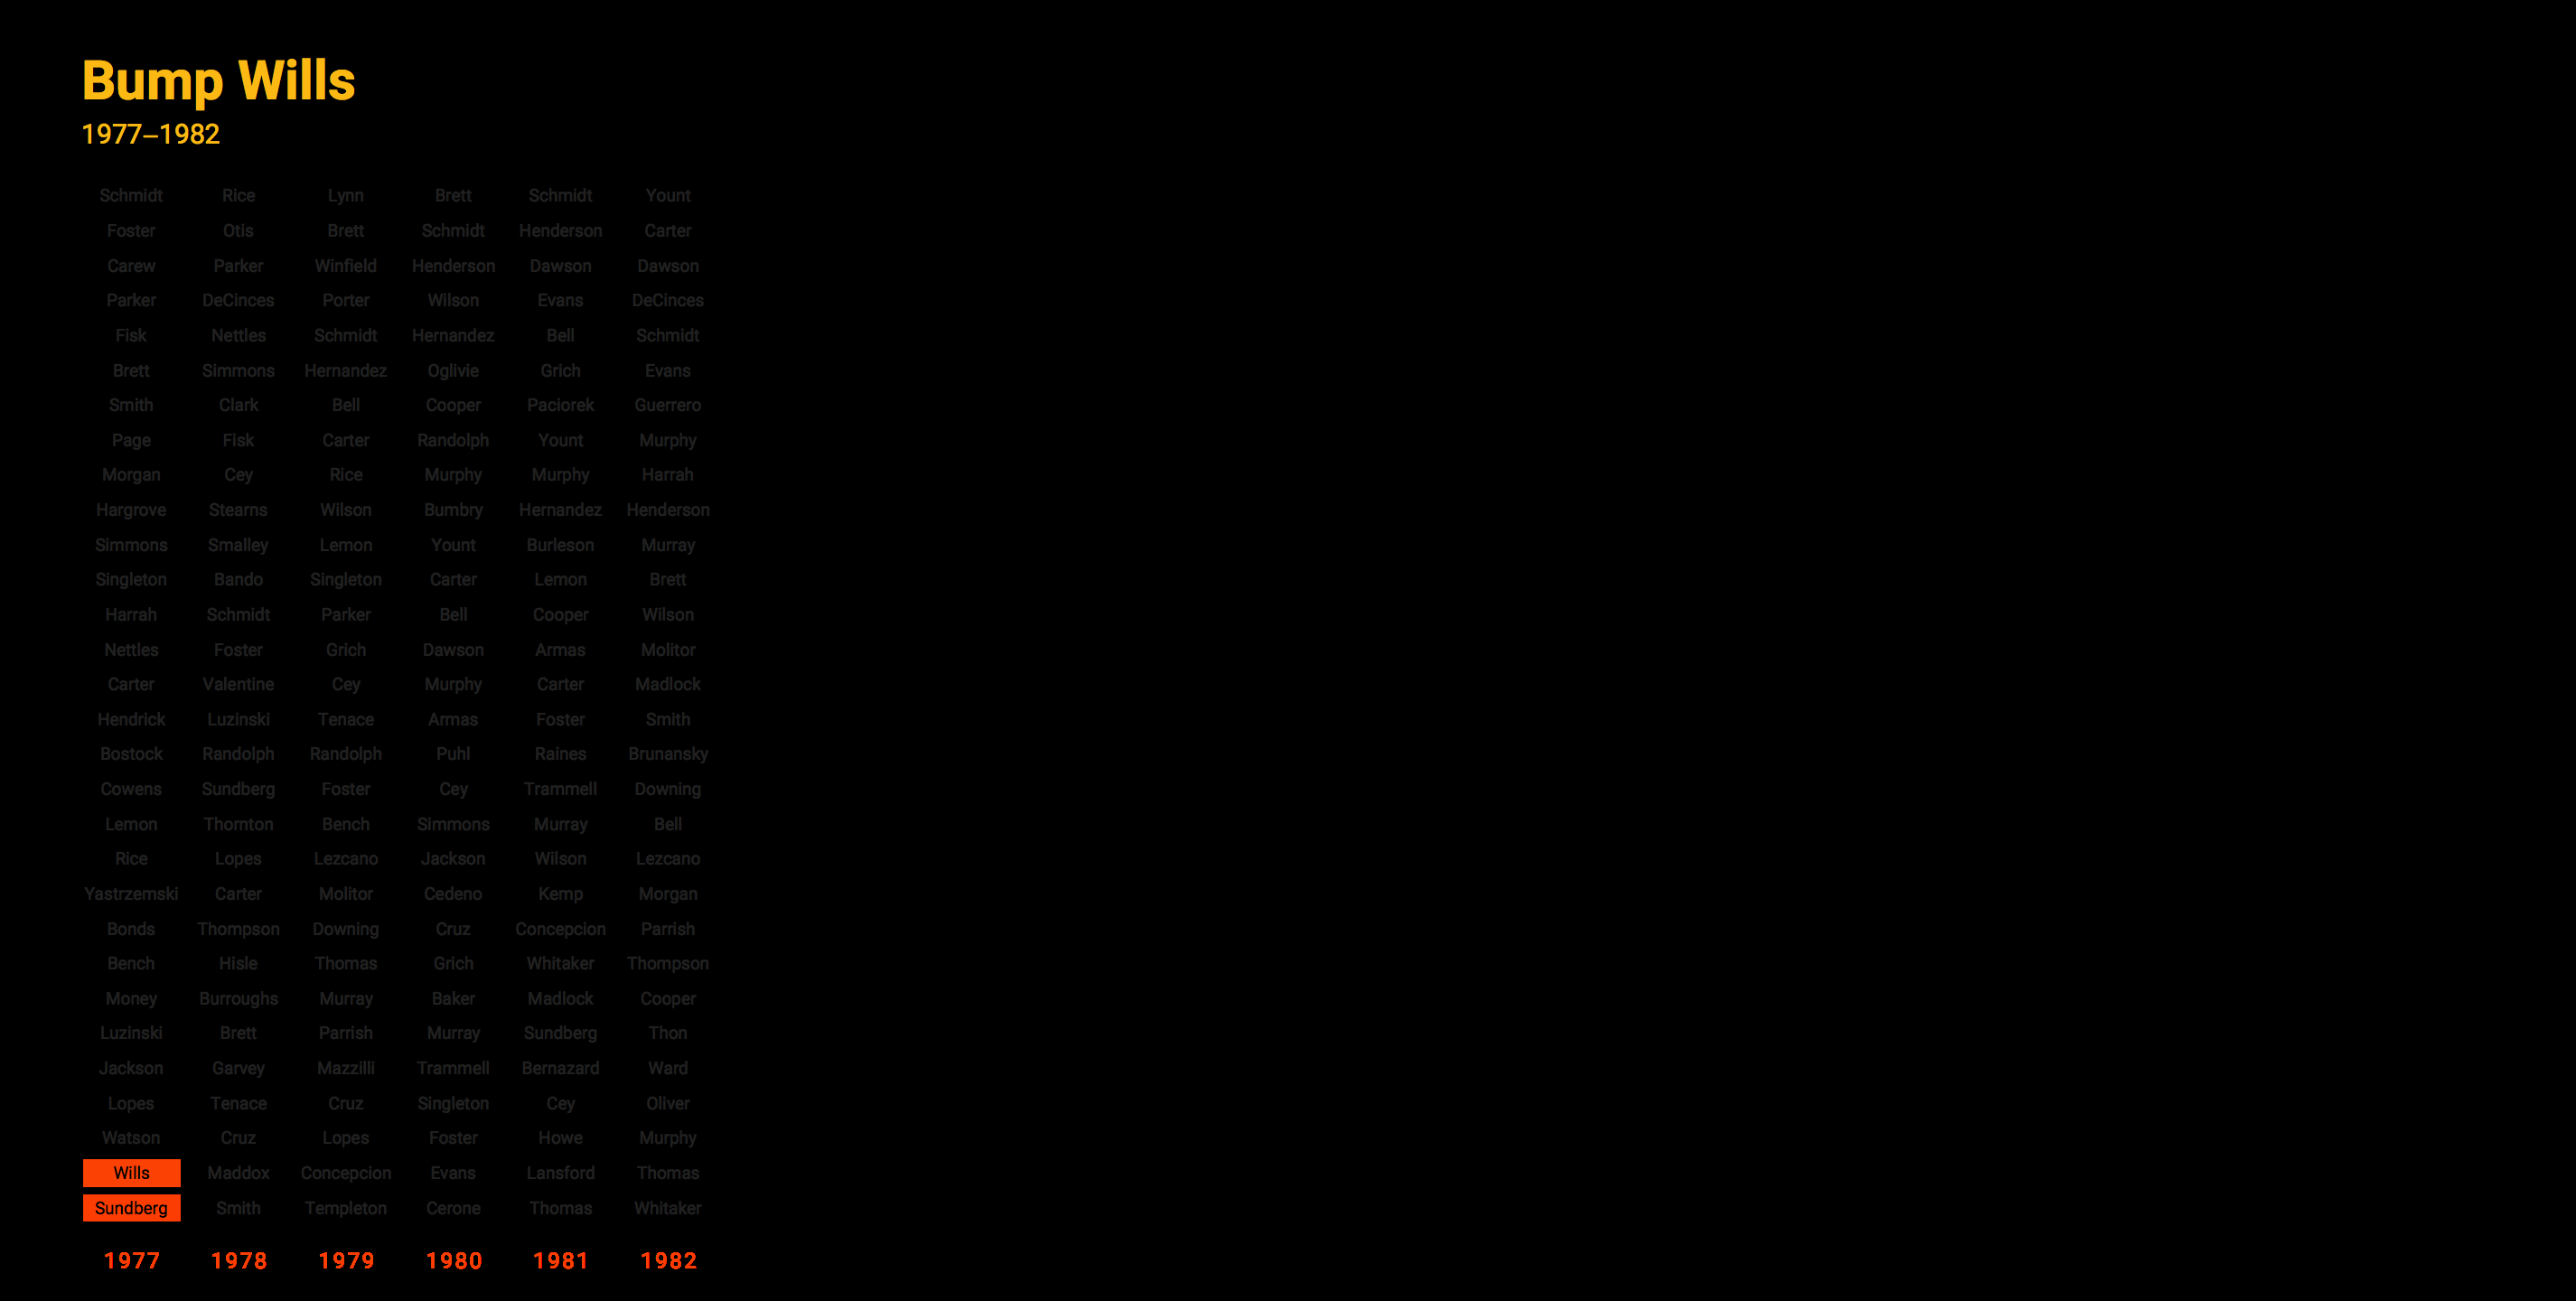 Bump Wills
1977–1982
Schmidt Rice Lynn Brett Schmidt Yount
Foster Otis Brett Schmidt Henderson Carter
Carew Parker Winfield Henderson Dawson Dawson
Parker DeCinces Porter Wilson Evans DeCinces
Fisk Nettles Schmidt Hernandez Bell Schmidt
Brett Simmons Hernandez Oglivie Grich Evans
Smith Clark Bell Cooper Paciorek Guerrero
Page Fisk Carter Randolph Yount Murphy
Morgan Cey Rice Murphy Murphy Harrah
Hargrove Stearns Wilson Bumbry Hernandez Henderson
Simmons Smalley Lemon Yount Burleson Murray
Singleton Bando Singleton Carter Lemon Brett
Harrah Schmidt Parker Bell Cooper Wilson
Nettles Foster Grich Dawson Armas Molitor
Carter Valentine Cey Murphy Carter Madlock
Hendrick Luzinski Tenace Armas Foster Smith
Bostock Randolph Randolph Puhl Raines Brunansky
Cowens Sundberg Foster Cey Trammell Downing
Lemon Thornton Bench Simmons Murray Bell
Rice Lopes Lezcano Jackson Wilson Lezcano
Yastrzemski Carter Molitor Cedeno Kemp Morgan
Bonds Thompson Downing Cruz Concepcion Parrish
Bench Hisle Thomas Grich Whitaker Thompson
Money Burroughs Murray Baker Madlock Cooper
Luzinski Brett Parrish Murray Sundberg Thon
Jackson Garvey Mazzilli Trammell Bernazard Ward
Lopes Tenace Cruz Singleton Cey Oliver
Watson Cruz Lopes Foster Howe Murphy
Wills Maddox Concepcion Evans Lansford Thomas
Sundberg Smith Templeton Cerone Thomas Whitaker
1977 1978 1979 1980 1981 1982